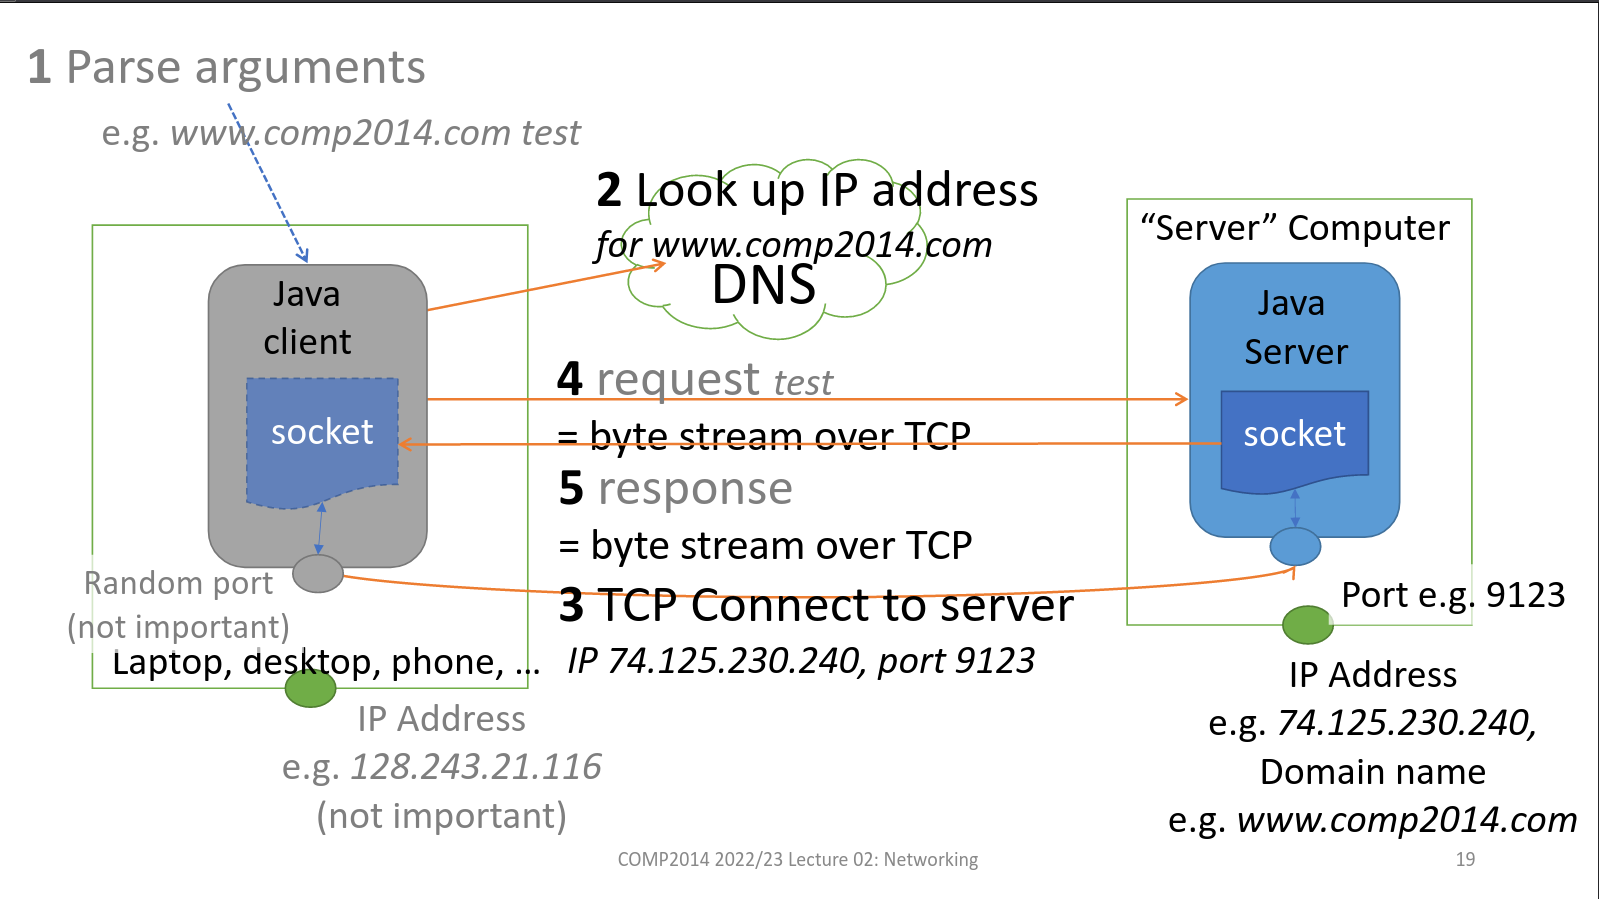 1 Parse arguments
e.g. www.comp2014.com test
2 Look up IP address
for www.comp2014.com
DNS
"Server" Computer
Java
client
socket
Java
Server
socket
4 request test
= byte stream over TCP
5 response
= byte stream over TCP
3 TCP Connect to server
IP 74.125.230.240, port 9123
Random port
(not important)
Laptop, desktop, phone, ...
IP Address
e.g. 128.243.21.116
(not important)
Port e.g. 9123
IP Address
e.g. 74.125.230.240,
Domain name
e.g. www.comp2014.com
COMP2014 2022/23 Lecture 02: Networking
19